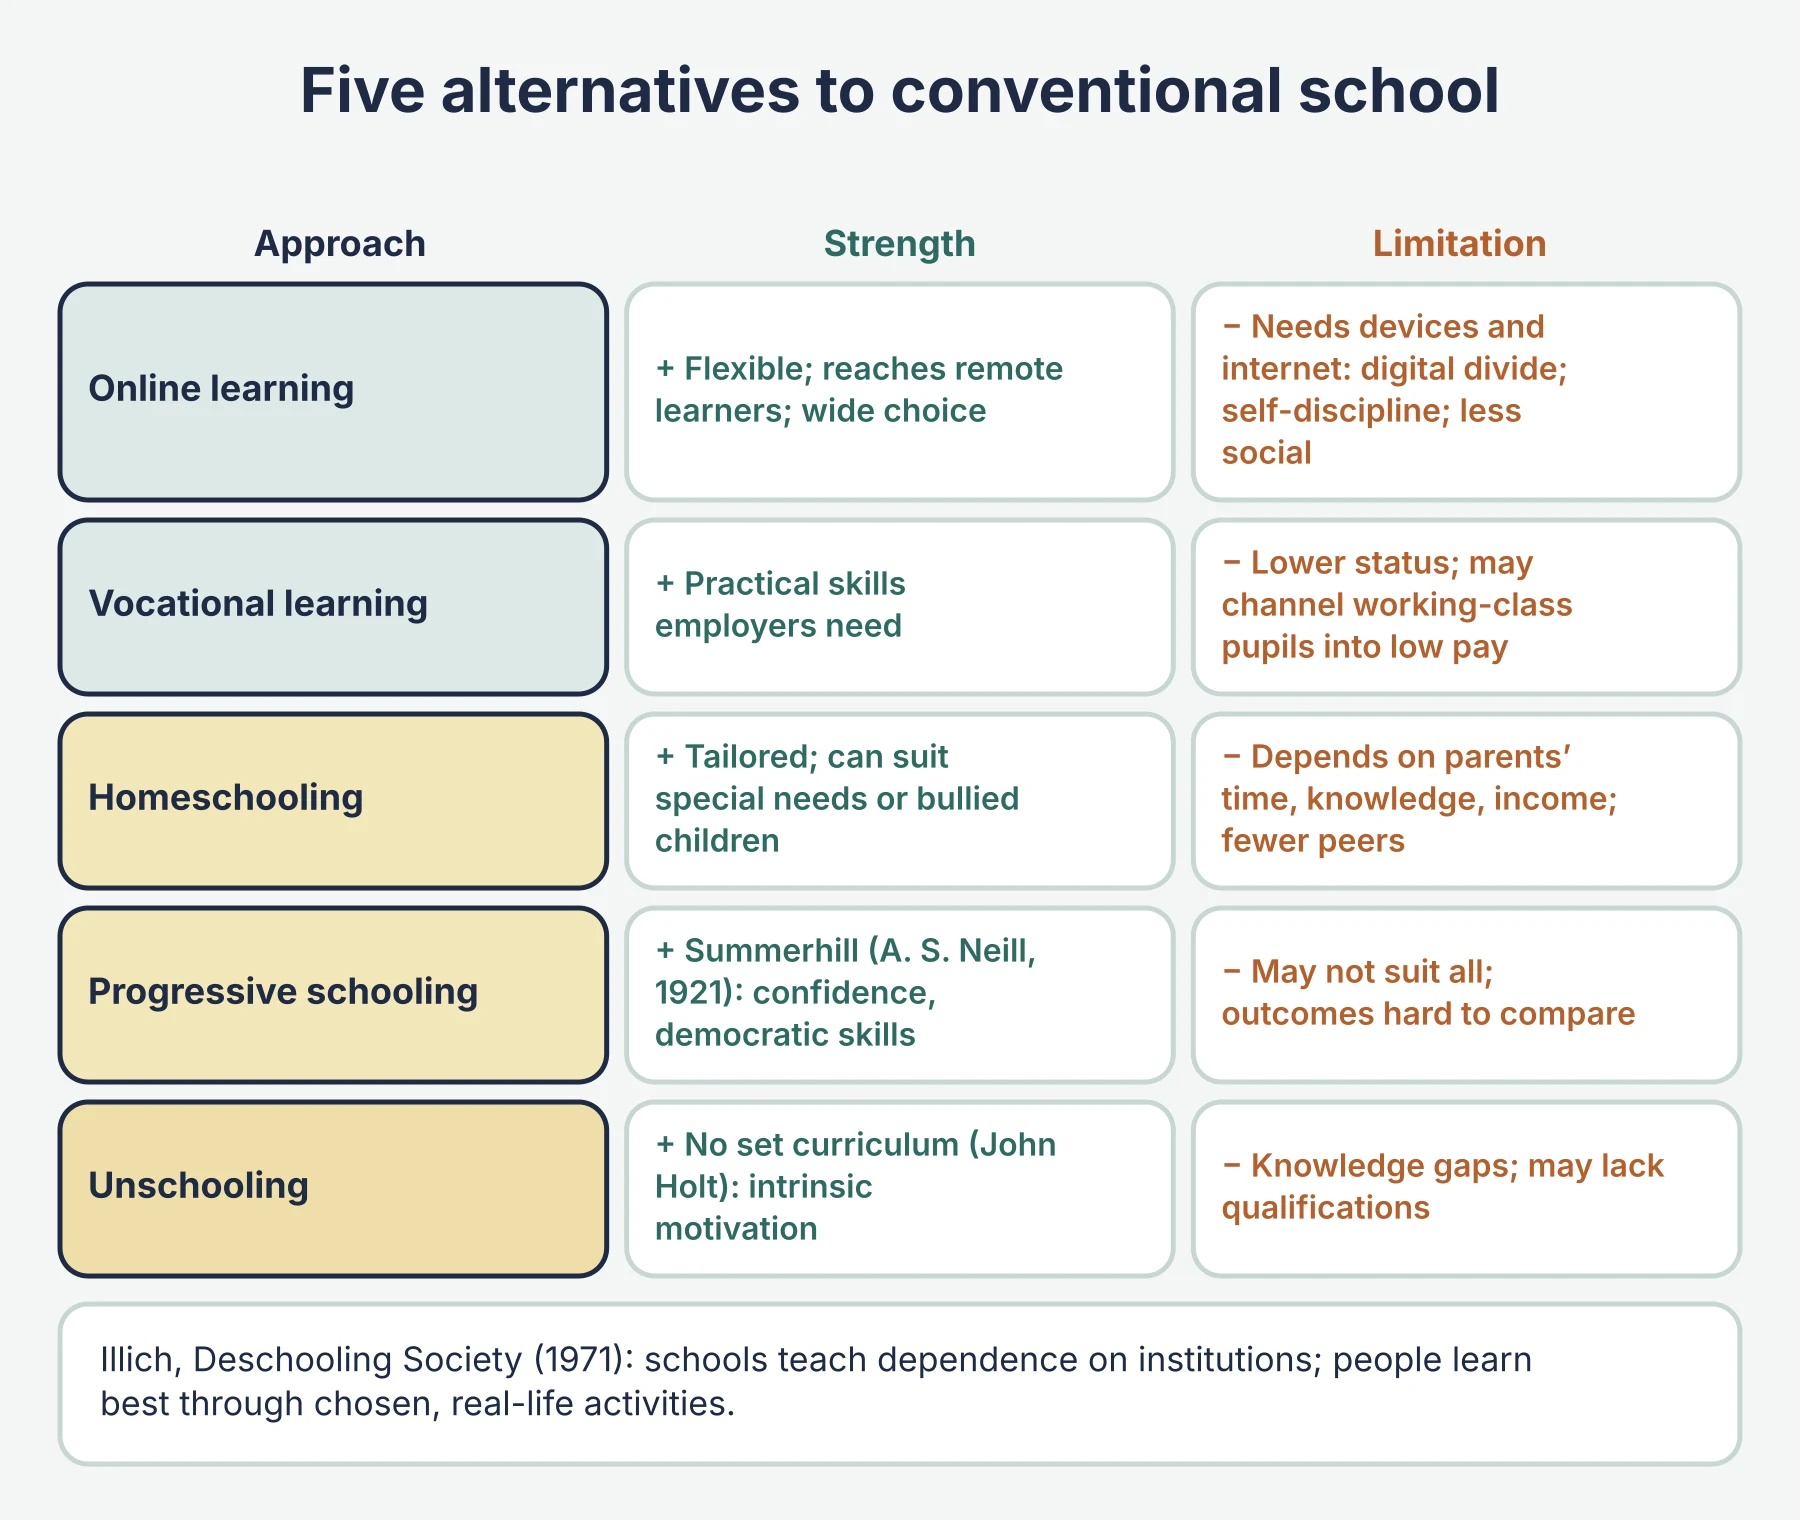 Five alternatives to conventional school
Approach
Strength
Limitation
Online learning
+ Flexible; reaches remote
learners; wide choice
− Needs devices and
internet: digital divide;
self-discipline; less
social
Vocational learning
+ Practical skills
employers need
− Lower status; may
channel working-class
pupils into low pay
Homeschooling
+ Tailored; can suit
special needs or bullied
children
− Depends on parents’
time, knowledge, income;
fewer peers
Progressive schooling
+ Summerhill (A. S. Neill,
1921): confidence,
democratic skills
− May not suit all;
outcomes hard to compare
Unschooling
+ No set curriculum (John
Holt): intrinsic
motivation
− Knowledge gaps; may lack
qualifications
Illich, Deschooling Society (1971): schools teach dependence on institutions; people learn
best through chosen, real-life activities.